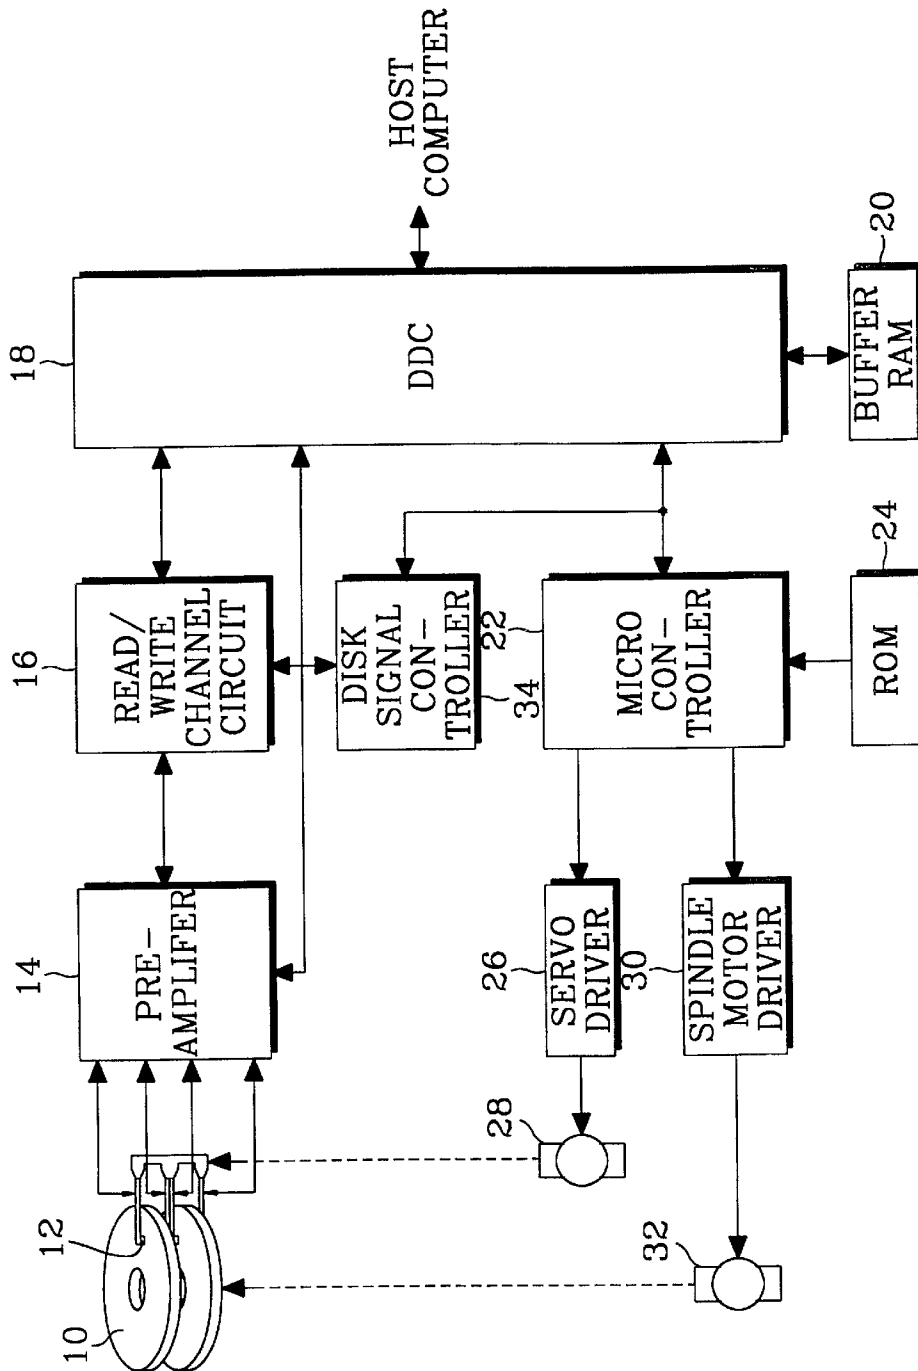 10
12
14
PRE-
AMPLIFER
16
READ/
WRITE
CHANNEL
CIRCUIT
18
DDC
HOST
COMPUTER
34
DISK
SIGNAL
CON-
TROLLER
22
MICRO
CON-
TROLLER
26
SERVO
DRIVER
28
30
SPINDLE
MOTOR
DRIVER
32
24
ROM
20
BUFFER
RAM